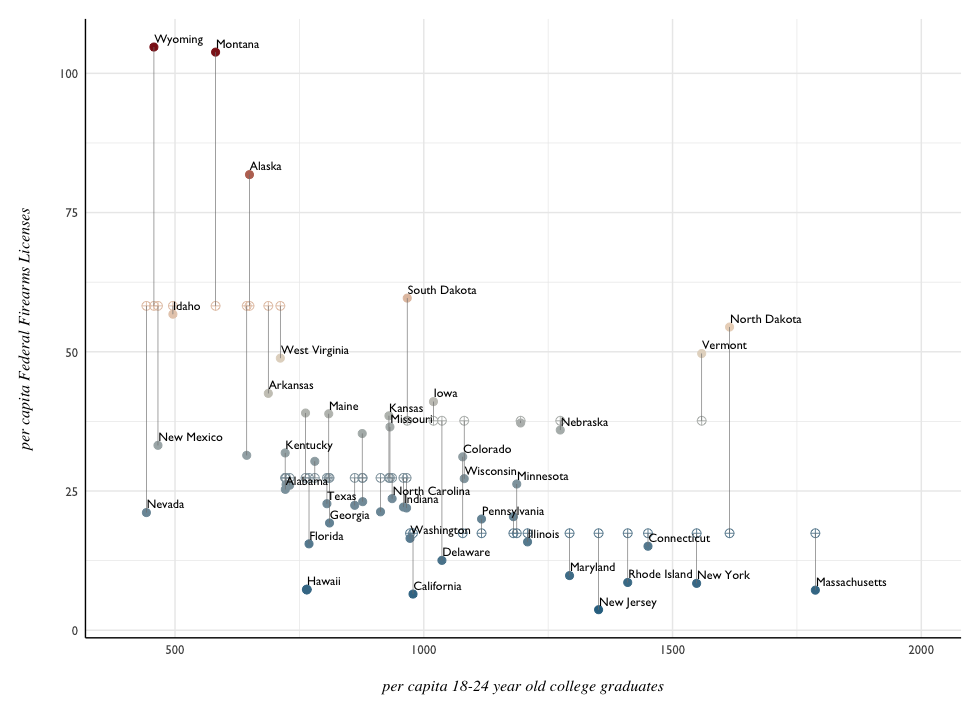 Wyoming
Montana
100
Alaska
75
South Dakota
Idaho
North Dakota
Vermont
50
West Virginia
Arkansas
Iowa
Maine
Kansas
Missouri
Nebraska
New Mexico
Kentucky
Colorado
Wisconsin
Minnesota
Alabama
25
North Carolina
Texas
Indiana
Nevada
Georgia
Pennsylvania
Florida
Washington
Illinois
Connecticut
Delaware
Hawaii
California
Maryland
Rhode Island
New York
Massachusetts
New Jersey
0
500
1000
1500
2000
per capita Federal Firearms Licenses
per capita 18-24 year old college graduates